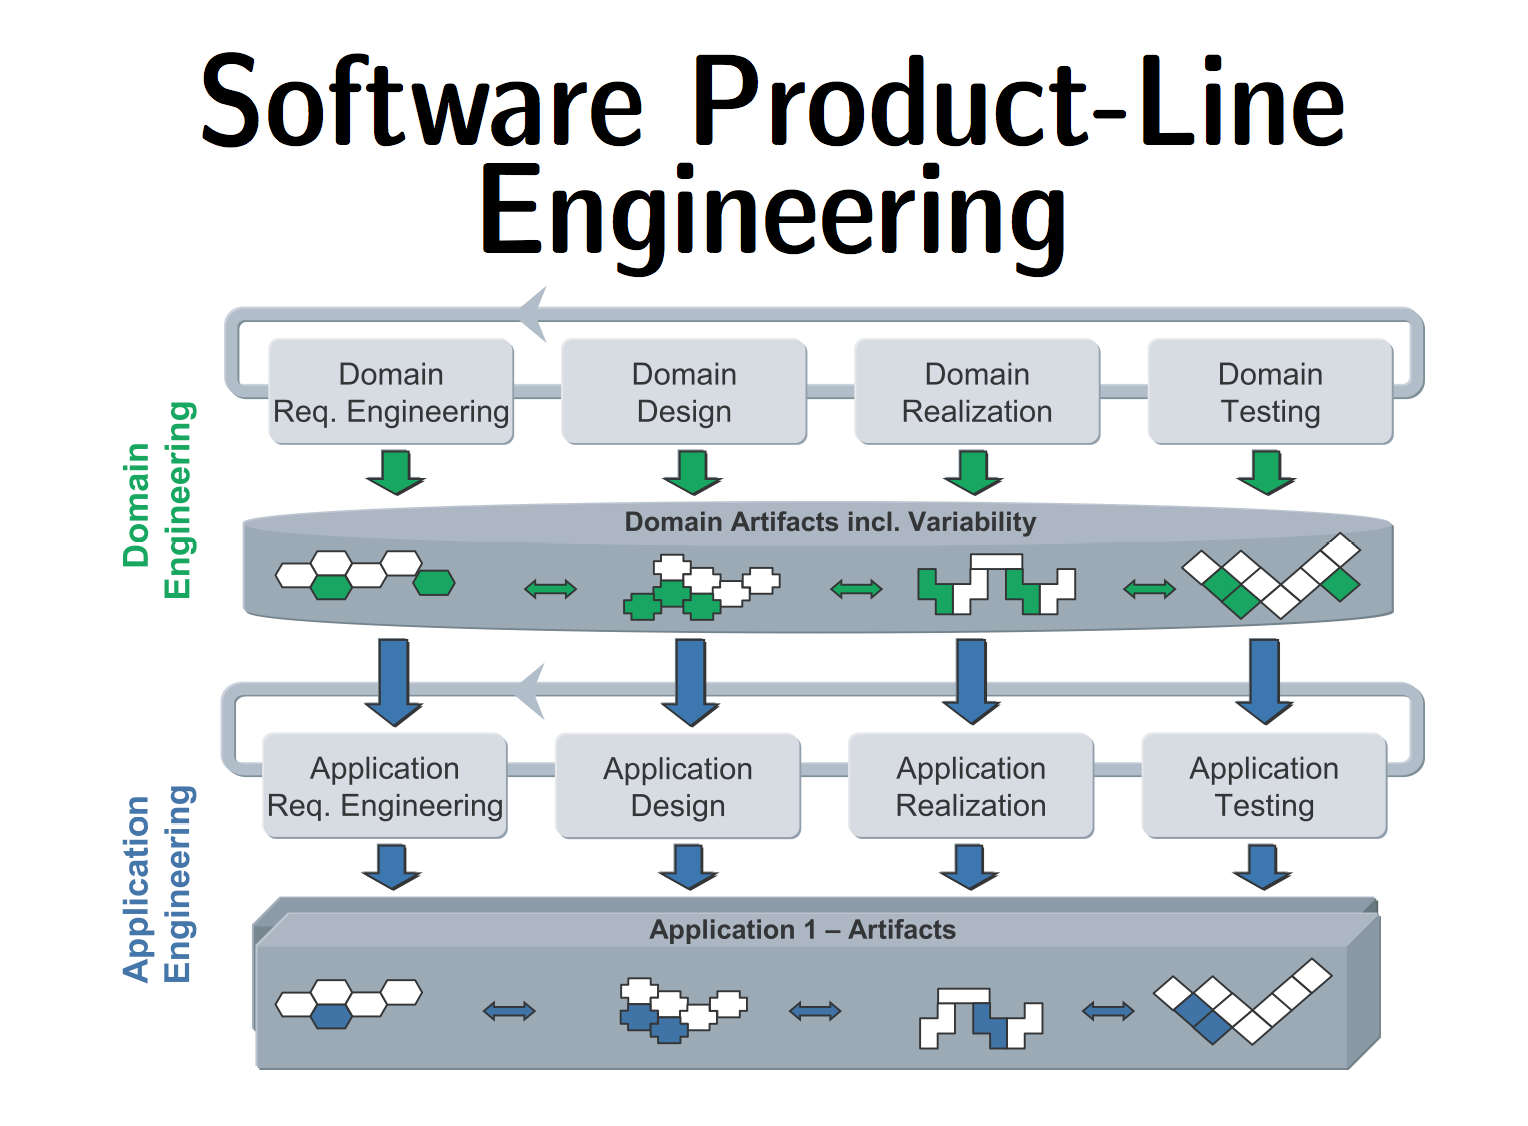 Software Product-Line
Engineering
Domain
Engineering
Domain
Req. Engineering
Domain
Design
Domain
Realization
Domain
Testing
Domain Artifacts incl. Variability
Application
Engineering
Application
Req. Engineering
Application
Design
Application
Realization
Application
Testing
Application 1 – Artifacts